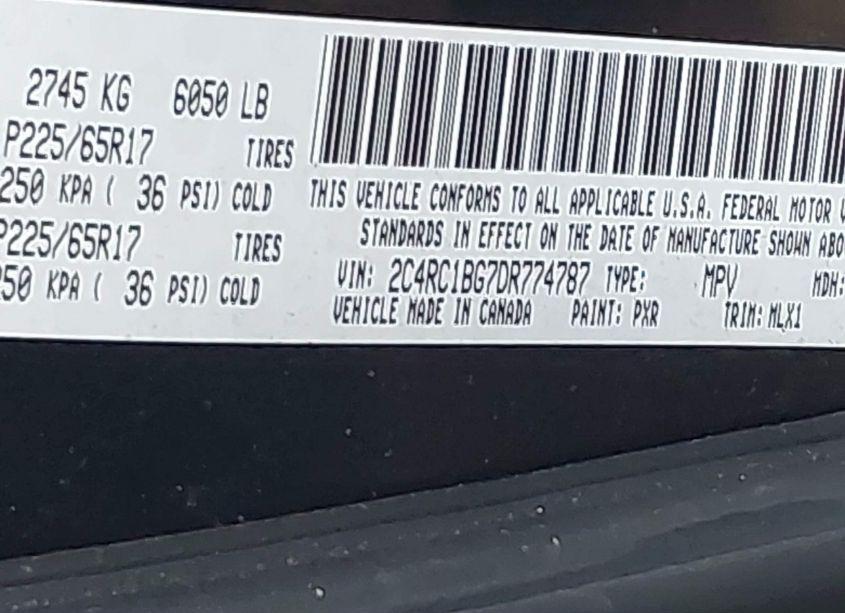 2745 KG 6050 LB
P225/65R17 TIRES
250 KPA ( 36 PSI) COLD
P225/65R17 TIRES
250 KPA ( 36 PSI) COLD
THIS VEHICLE CONFORMS TO ALL APPLICABLE U.S.A. FEDERAL MOTOR V
STANDARDS IN EFFECT ON THE DATE OF MANUFACTURE SHOWN ABO
VIN: 2C4RC1BG7DR774787 TYPE: MPV MDH:
VEHICLE MADE IN CANADA PAINT: PXR TRIM: MLX1